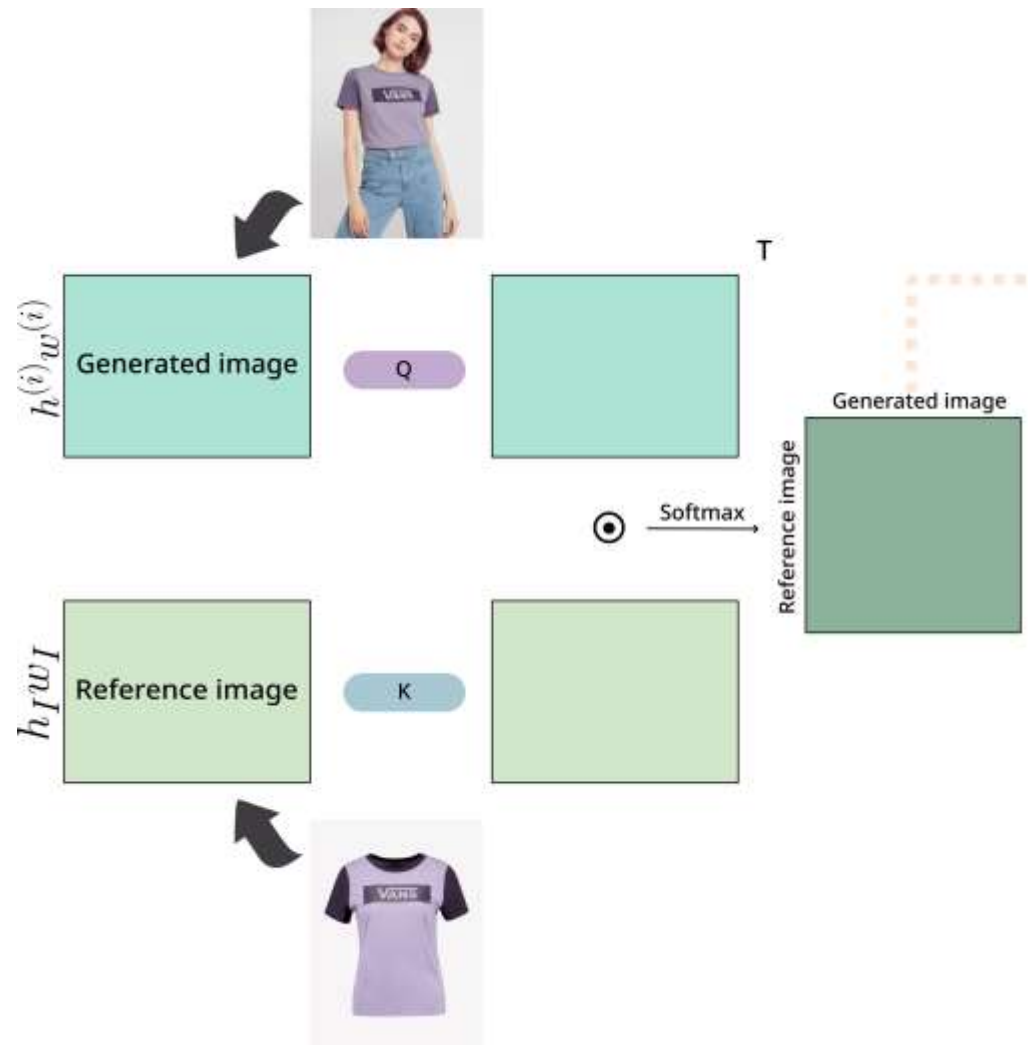 VANS
T
h^{(i)}w^{(i)}
Generated image
Q
Generated image
Reference image
Softmax
h_I w_I
Reference image
K
VANS